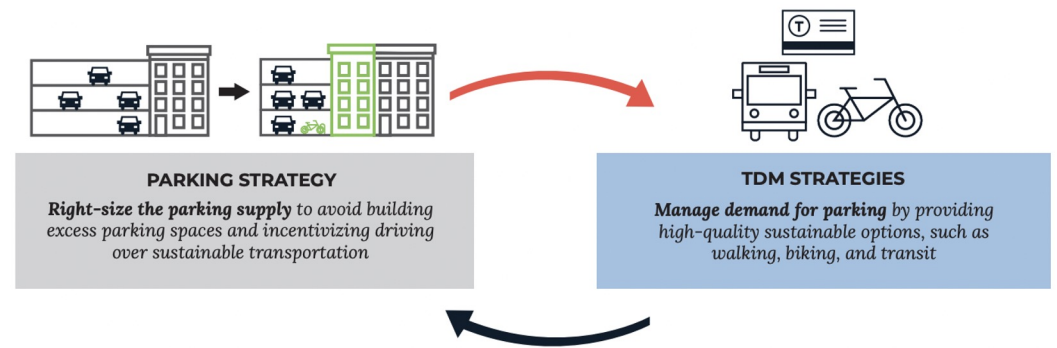 T
PARKING STRATEGY
Right-size the parking supply to avoid building
excess parking spaces and incentivizing driving
over sustainable transportation
TDM STRATEGIES
Manage demand for parking by providing
high-quality sustainable options, such as
walking, biking, and transit